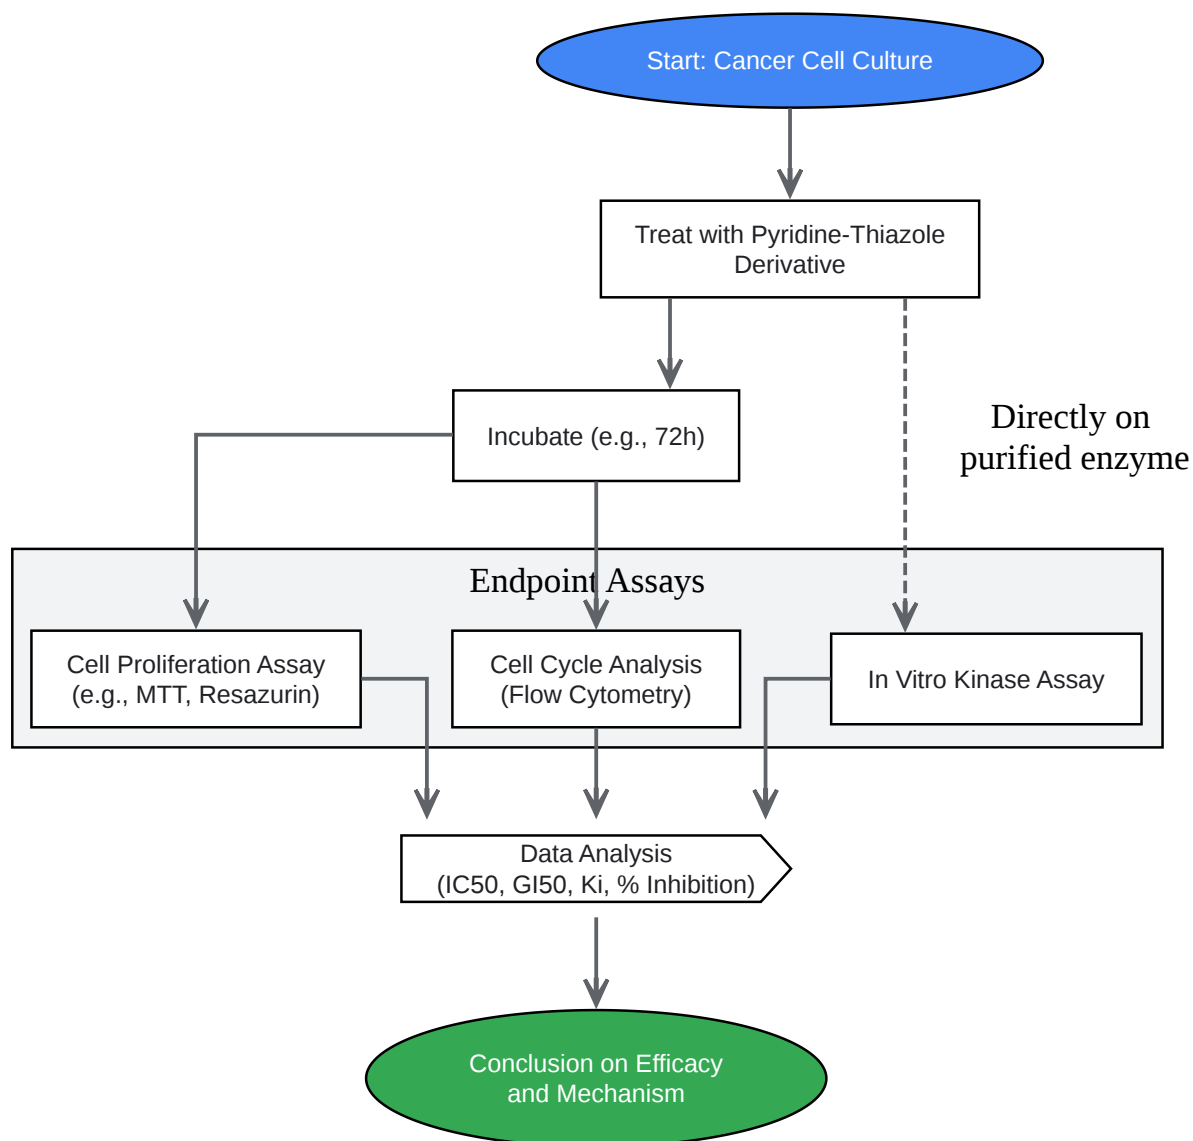 Start: Cancer Cell Culture
Treat with Pyridine-Thiazole
Derivative
Incubate (e.g., 72h)
Directly on
purified enzyme
Endpoint Assays
Cell Proliferation Assay
(e.g., MTT, Resazurin)
Cell Cycle Analysis
(Flow Cytometry)
In Vitro Kinase Assay
Data Analysis
(IC50, GI50, Ki, % Inhibition)
Conclusion on Efficacy
and Mechanism